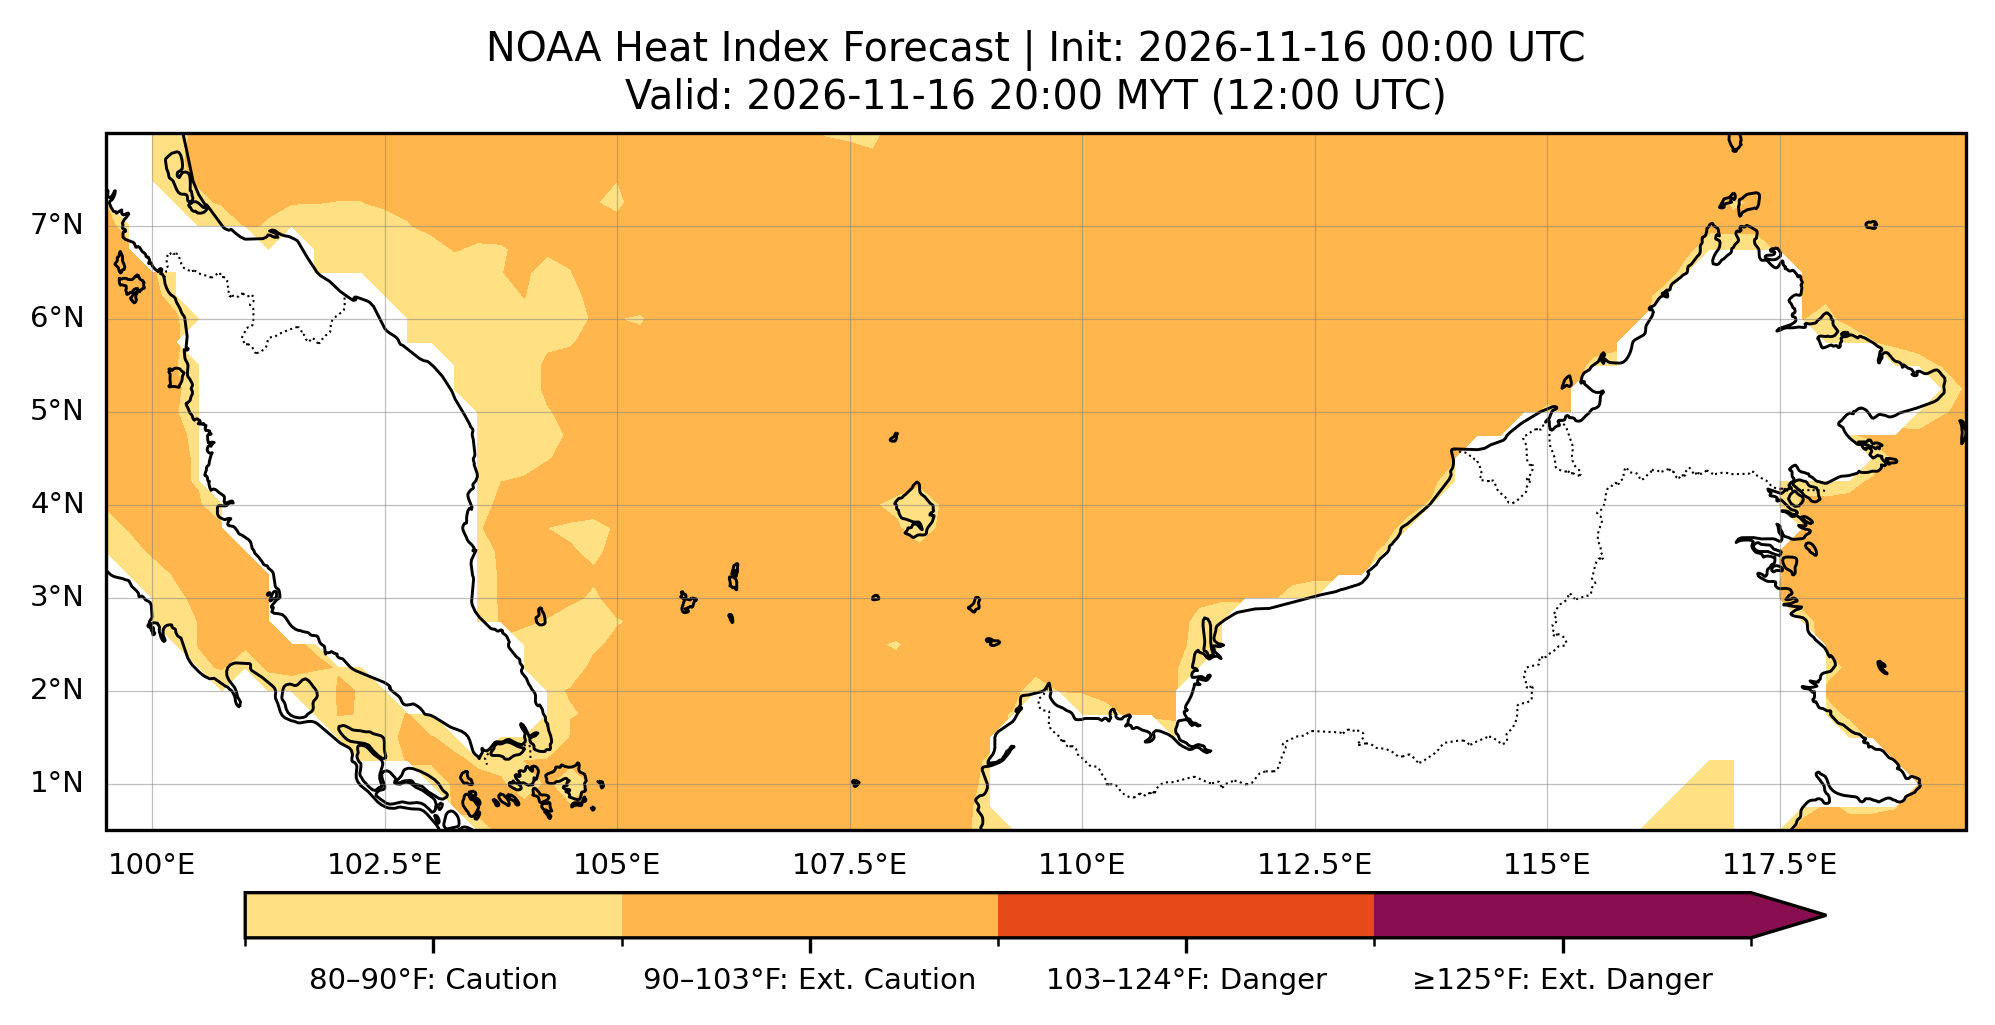 NOAA Heat Index Forecast | Init: 2026-11-16 00:00 UTC
Valid: 2026-11-16 20:00 MYT (12:00 UTC)
7°N
6°N
5°N
4°N
3°N
2°N
1°N
100°E 102.5°E 105°E 107.5°E 110°E 112.5°E 115°E 117.5°E
80–90°F: Caution 90–103°F: Ext. Caution 103–124°F: Danger ≥125°F: Ext. Danger